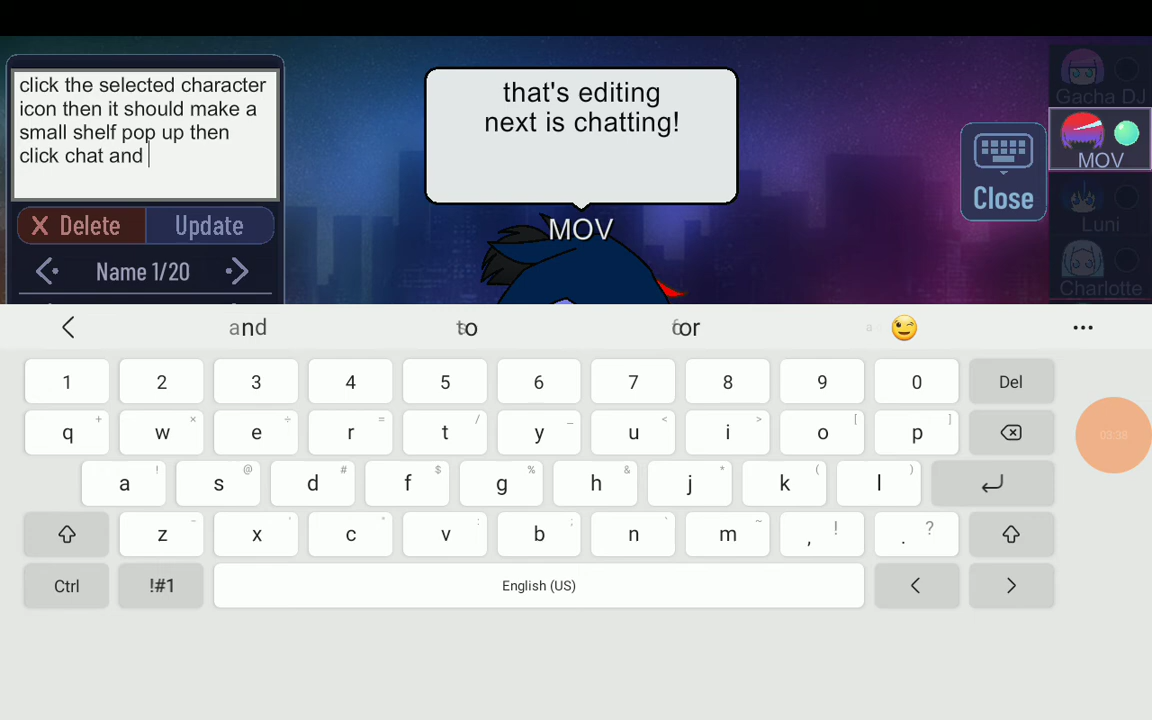 click the selected character
icon then it should make a
small shelf pop up then
click chat and
X Delete
Update
Name 1/20
that's editing
next is chatting!
MOV
Close
Gacha DJ
MOV
Luni
Charlotte
and
to
for
a 😉
•••
1 2 3 4 5 6 7 8 9 0 Del
q + w × e ÷ r = t / y _ u < i > o [ p ]
a ! s @ d # f $ g % h & j * k ( l )
z - x ' c " v : b ; n ` m ~ , ! . ?
Ctrl !#1 English (US) < >
03:38